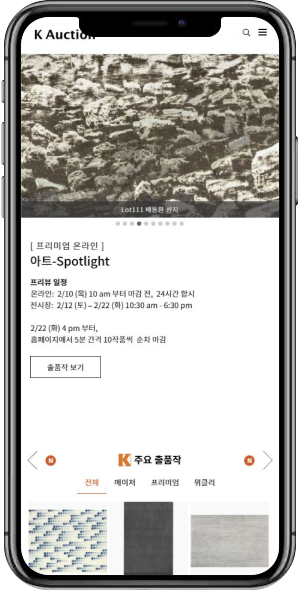 K Auction
Lot111 배동환 심지
[ 프리미엄 온라인 ]
아트-Spotlight
프리뷰 일정
온라인: 2/10 (목) 10 am 부터 마감 전, 24시간 항시
전시장: 2/12 (토) – 2/22 (화) 10:30 am - 6:30 pm
2/22 (화) 4 pm 부터,
홈페이지에서 5분 간격 10작품씩 순차 마감
출품작 보기
N K 주요 출품작 N
전체 메이저 프리미엄 위클리